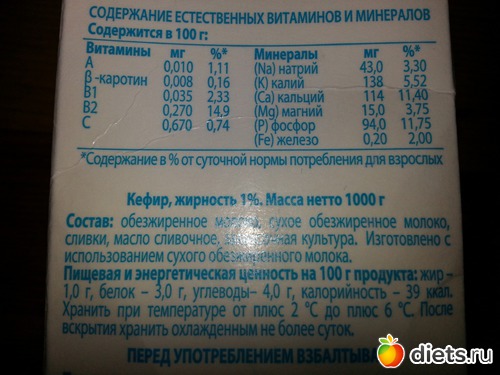 СОДЕРЖАНИЕ ЕСТЕСТВЕННЫХ ВИТАМИНОВ И МИНЕРАЛОВ
Содержится в 100 г:
Витамины мг %* Минералы мг %*
А 0,010 1,11 (Na) натрий 43,0 3,30
β-каротин 0,008 0,16 (K) калий 138 5,52
В1 0,035 2,33 (Ca) кальций 114 11,40
В2 0,270 14.9 (Mg) магний 15,0 3,75
С 0,670 0,74 (P) фосфор 94,0 11,75
(Fe) железо 0,20 2,00
*Содержание в % от суточной нормы потребления для взрослых
Кефир, жирность 1%. Масса нетто 1000 г
Состав: обезжиренное молоко, сухое обезжиренное молоко,
сливки, масло сливочное, культура. Изготовлено с
использованием сухого обезжиренного молока.
Пищевая и энергетическая ценность на 100 г продукта: жир –
1,0 г, белок – 3,0 г, углеводы– 4,0 г, калорийность – 39 ккал.
Хранить при температуре от плюс 2 °С до плюс 6 °С. После
вскрытия хранить охлажденным не более суток.
ПЕРЕД УПОТРЕБЛЕНИЕМ ВЗБАЛТЫВАТЬ
diets.ru